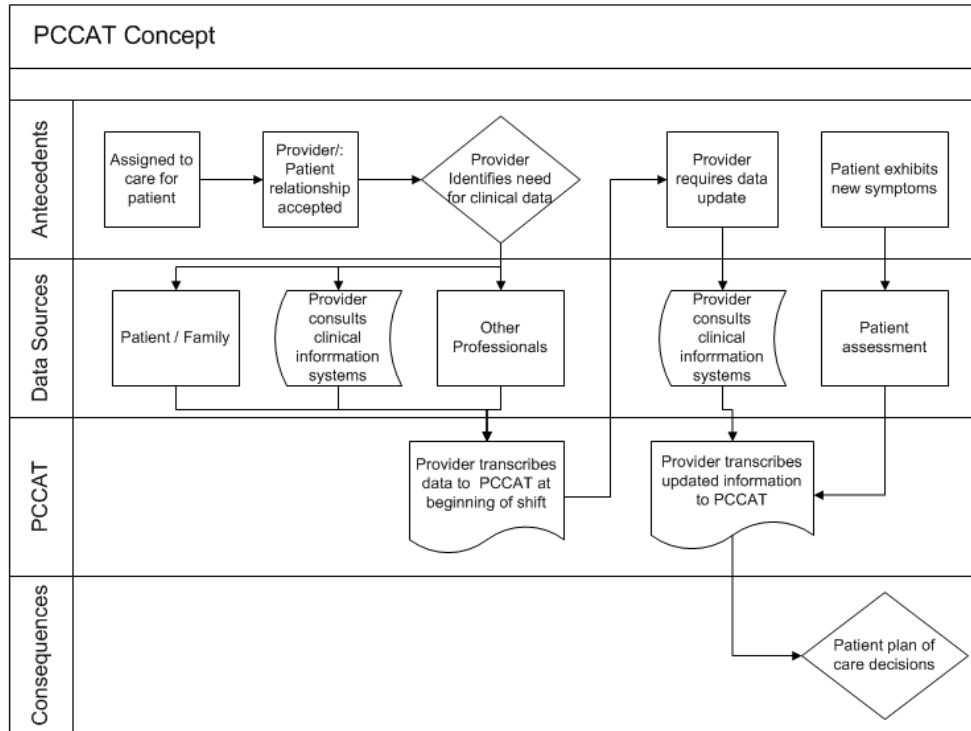 PCCAT Concept
Antecedents
Assigned to
care for
patient
Provider/:
Patient
relationship
accepted
Provider
Identifies need
for clinical data
Provider
requires data
update
Patient exhibits
new symptoms
Data Sources
Patient / Family
Provider
consults
clinical
inforrmation
systems
Other
Professionals
Provider
consults
clinical
inforrmation
systems
Patient
assessment
PCCAT
Provider transcribes
data to PCCAT at
beginning of shift
Provider transcribes
updated information
to PCCAT
Consequences
Patient plan of
care decisions